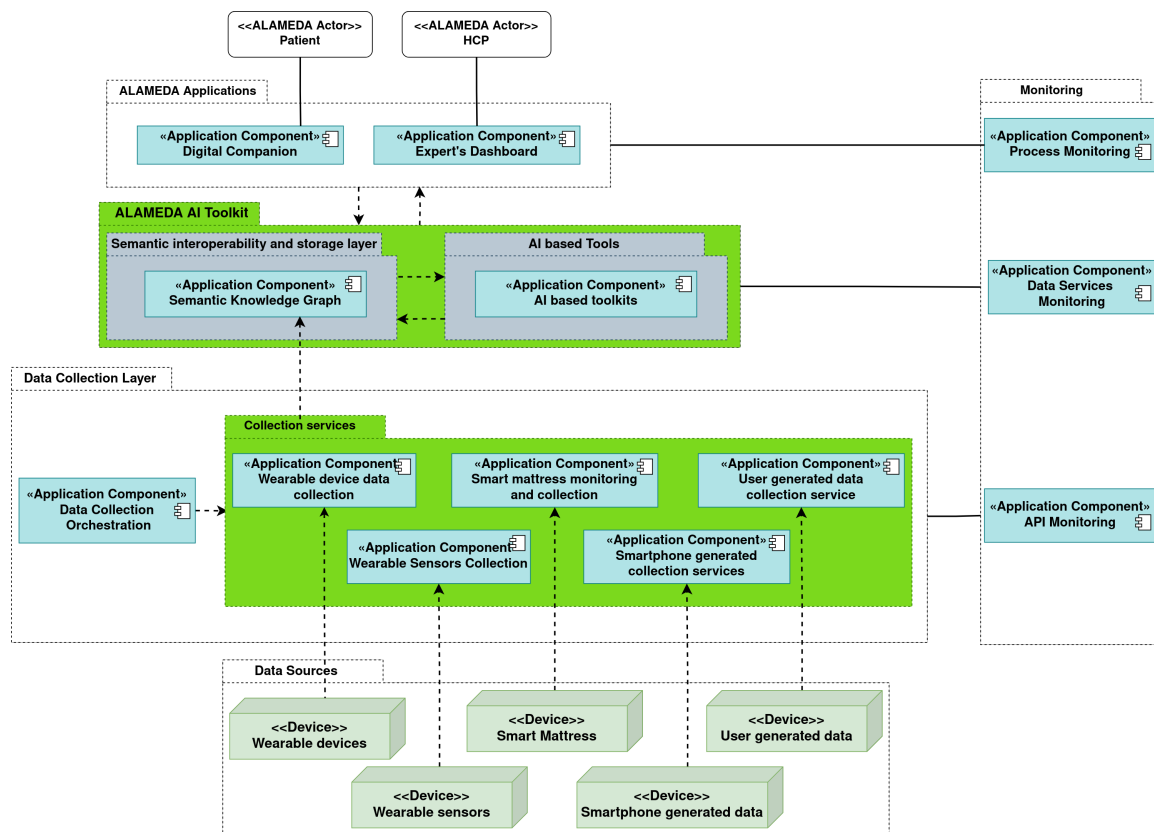 <<ALAMEDA Actor>>
Patient
<<ALAMEDA Actor>>
HCP
ALAMEDA Applications
«Application Component»
Digital Companion
«Application Component»
Expert's Dashboard
Monitoring
«Application Component»
Process Monitoring
ALAMEDA AI Toolkit
Semantic interoperability and storage layer
«Application Component»
Semantic Knowledge Graph
AI based Tools
«Application Component»
AI based toolkits
«Application Component»
Data Services
Monitoring
Data Collection Layer
Collection services
«Application Component»
Data Collection
Orchestration
«Application Component
Wearable device data
collection
«Application Component»
Smart mattress monitoring
and collection
«Application Component»
User generated data
collection service
«Application Component
Wearable Sensors Collection
«Application Component»
Smartphone generated
collection services
«Application Component»
API Monitoring
Data Sources
<<Device>>
Wearable devices
<<Device>>
Smart Mattress
<<Device>>
User generated data
<<Device>>
Wearable sensors
<<Device>>
Smartphone generated data